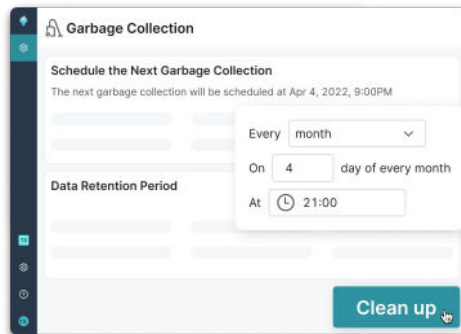 Garbage Collection
Schedule the Next Garbage Collection
The next garbage collection will be scheduled at Apr 4, 2022, 9:00PM
Every month
On 4 day of every month
At 21:00
Data Retention Period
Clean up